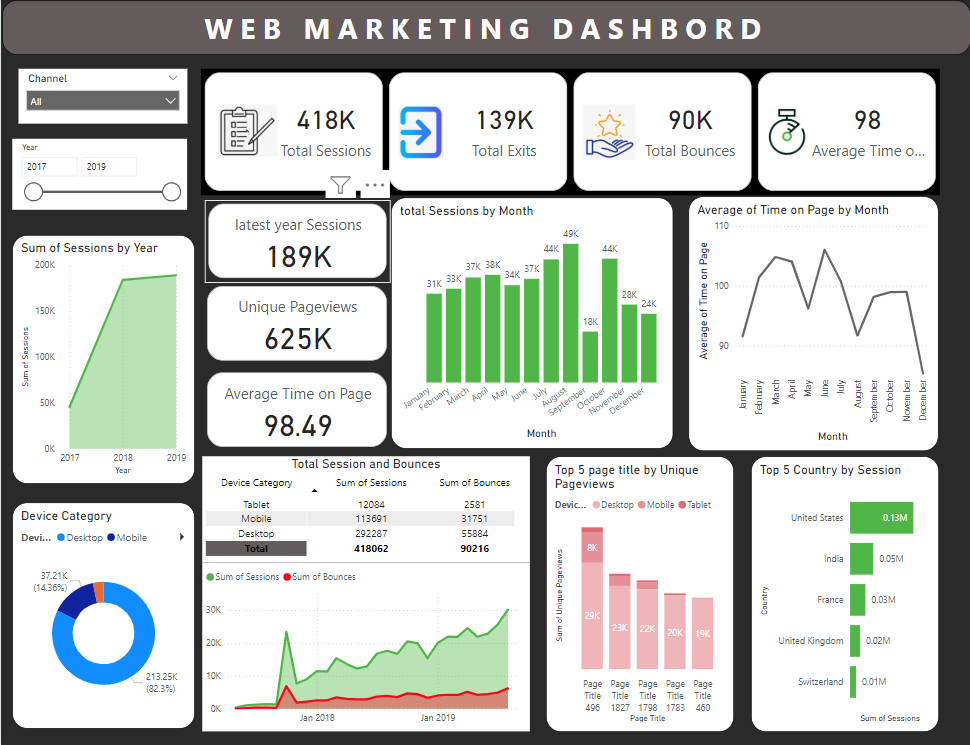 WEB MARKETING DASHBORD
Channel
All
Year
2017 2019
418K
Total Sessions
139K
Total Exits
90K
Total Bounces
98
Average Time o...
Sum of Sessions by Year
200K
150K
100K
50K
0K
Sum of Sessions
2017 2018 2019
Year
latest year Sessions
189K
Unique Pageviews
625K
Average Time on Page
98.49
total Sessions by Month
31K 33K 37K 38K 34K 37K 44K 49K 18K 44K 28K 24K
January February March April May June July August September October November December
Month
Average of Time on Page by Month
Average of Time on Page
110
100
90
January February March April May June July August September October November December
Month
Device Category
Devi... Desktop Mobile
37.21K
(14.36%)
213.25K
(82.3%)
Total Session and Bounces
Device Category Sum of Sessions Sum of Bounces
Tablet 12084 2581
Mobile 113691 31751
Desktop 292287 55884
Total 418062 90216
Sum of Sessions Sum of Bounces
30K
20K
10K
0K
Jan 2018 Jan 2019
Top 5 page title by Unique
Pageviews
Devic... Desktop Mobile Tablet
Sum of Unique Pageviews
8K
29K 23K 22K 20K 19K
Page Page Page Page Page
Title Title Title Title Title
496 1827 1798 1783 460
Page Title
Top 5 Country by Session
Country
United States 0.13M
India 0.05M
France 0.03M
United Kingdom 0.02M
Switzerland 0.01M
Sum of Sessions